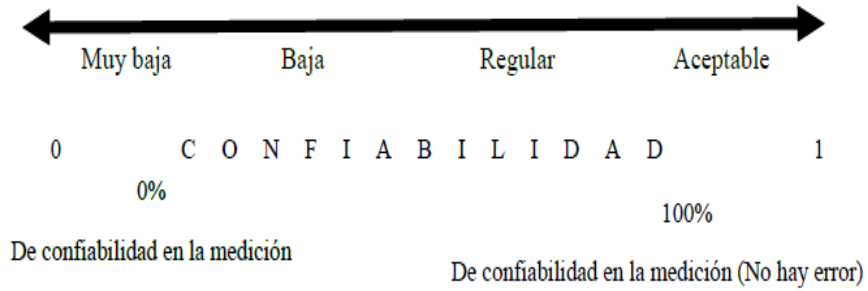 Muy baja Baja Regular Aceptable
0 C O N F I A B I L I D A D 1
0%
100%
De confiabilidad en la medición
De confiabilidad en la medición (No hay error)